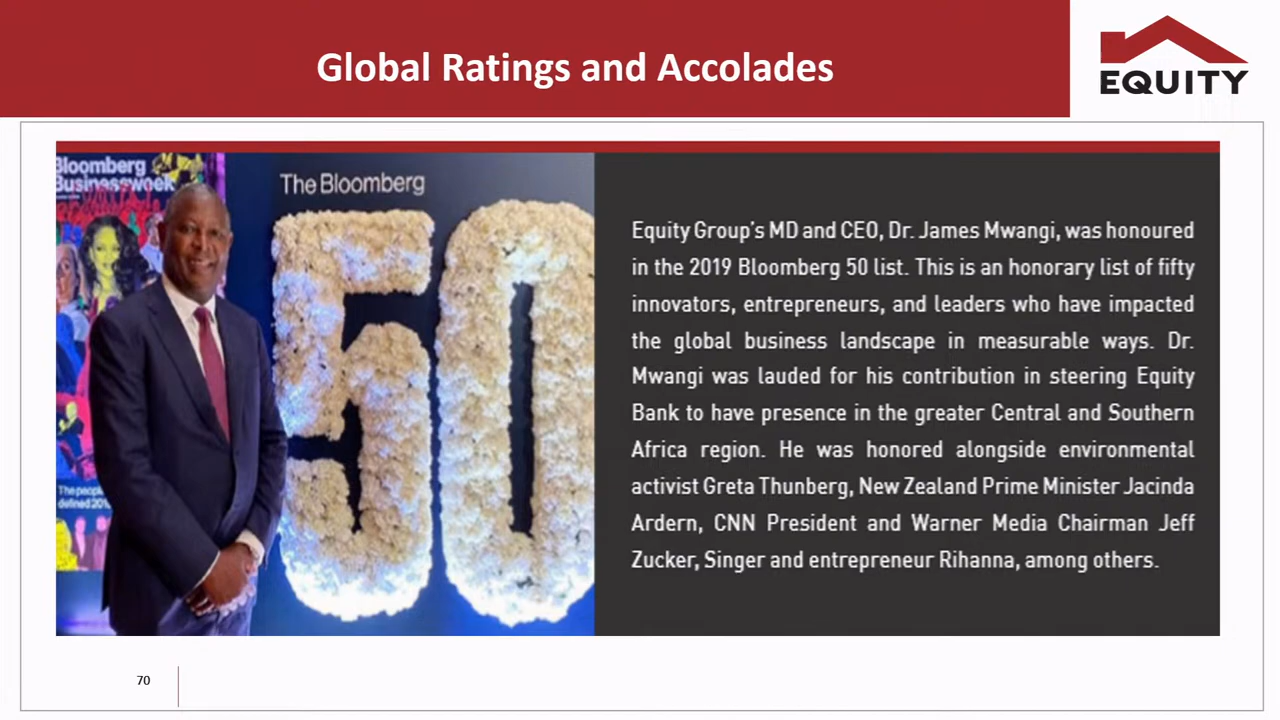 Global Ratings and Accolades
EQUITY
Bloomberg
Businessweek
The Bloomberg
50
The people
defined 201
Equity Group's MD and CEO, Dr. James Mwangi, was honoured
in the 2019 Bloomberg 50 list. This is an honorary list of fifty
innovators, entrepreneurs, and leaders who have impacted
the global business landscape in measurable ways. Dr.
Mwangi was lauded for his contribution in steering Equity
Bank to have presence in the greater Central and Southern
Africa region. He was honored alongside environmental
activist Greta Thunberg, New Zealand Prime Minister Jacinda
Ardern, CNN President and Warner Media Chairman Jeff
Zucker, Singer and entrepreneur Rihanna, among others.
70